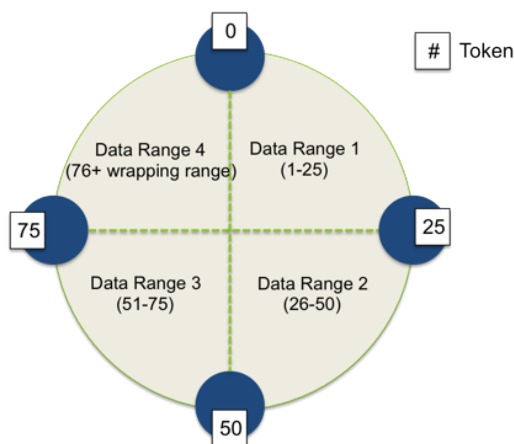 0
# Token
Data Range 4
(76+ wrapping range)
Data Range 1
(1-25)
75
25
Data Range 3
(51-75)
Data Range 2
(26-50)
50